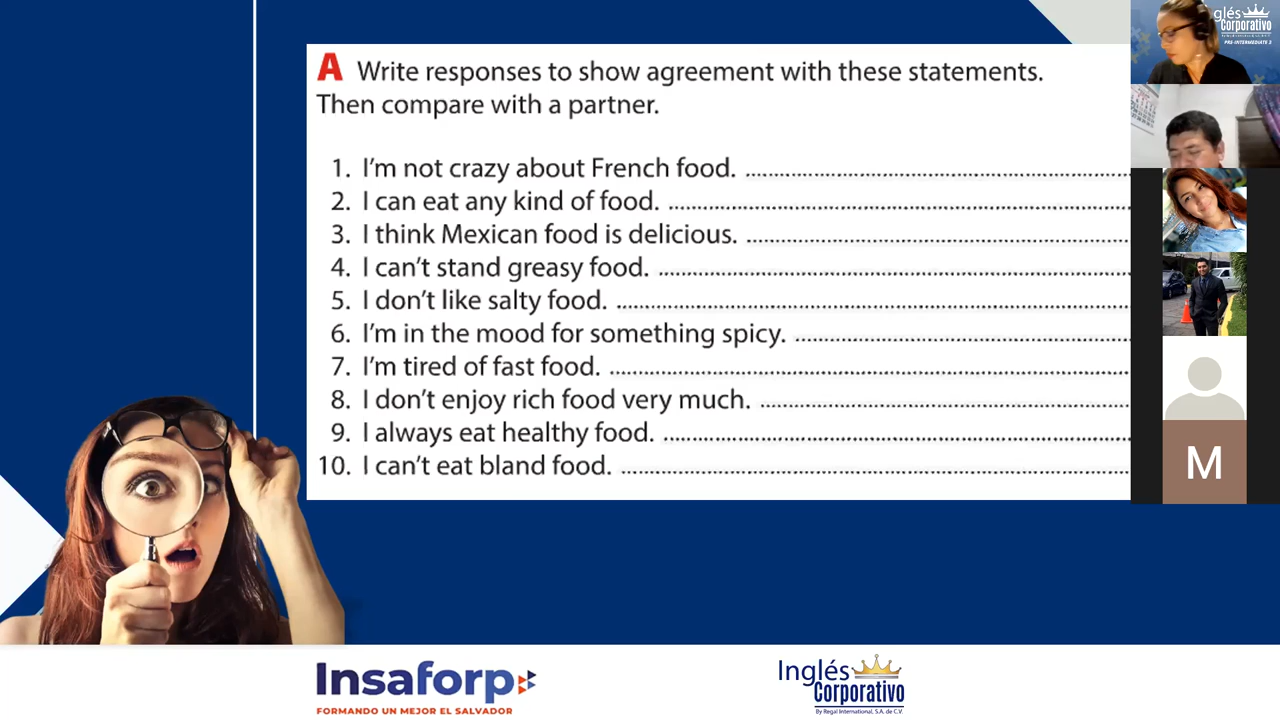 A Write responses to show agreement with these statements.
Then compare with a partner.
1. I'm not crazy about French food. ................................
2. I can eat any kind of food. ................................
3. I think Mexican food is delicious. ................................
4. I can't stand greasy food. ................................
5. I don't like salty food. ................................
6. I'm in the mood for something spicy. ................................
7. I'm tired of fast food. ................................
8. I don't enjoy rich food very much. ................................
9. I always eat healthy food. ................................
10. I can't eat bland food. ................................
glés
Corporativo
PRE-INTERMEDIATE 2
M
Insaforp
FORMANDO UN MEJOR EL SALVADOR
Inglés
Corporativo
By Regal International, S.A. de C.V.